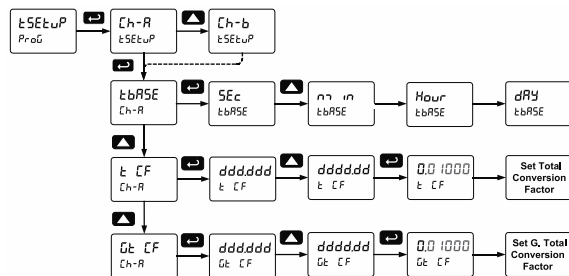 tSEtuP
ProG
Ch-A
tSEtuP
Ch-b
tSEtuP
tbASE
Ch-A
SEc
tbASE
min
tbASE
Hour
tbASE
dAY
tbASE
t CF
Ch-A
ddd.ddd
t CF
dddd.dd
t CF
0.01000
t CF
Set Total
Conversion
Factor
Gt CF
Ch-A
ddd.ddd
Gt CF
dddd.dd
Gt CF
0.01000
Gt CF
Set G. Total
Conversion
Factor